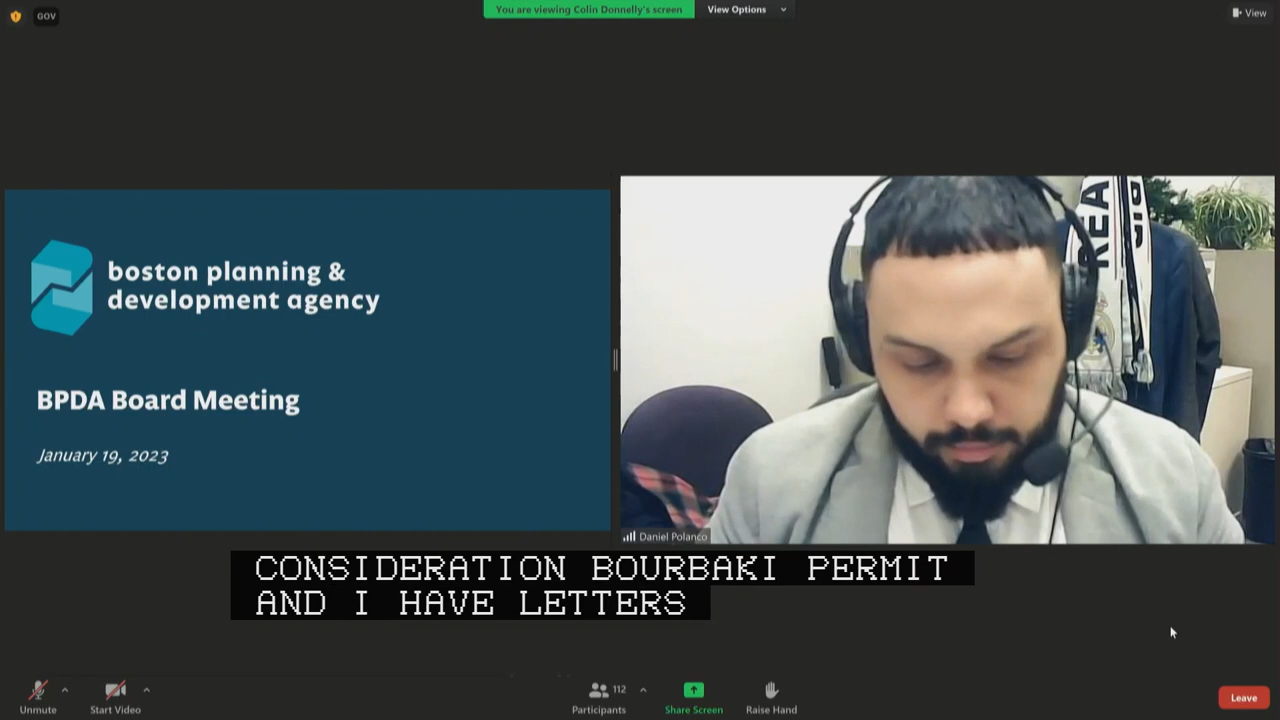 GOV
You are viewing Colin Donnelly's screen
View Options
View
boston planning &
development agency
BPDA Board Meeting
January 19, 2023
REA
Daniel Polanco
CONSIDERATION BOURBAKI PERMIT
AND I HAVE LETTERS
Unmute
Start Video
112
Participants
Share Screen
Raise Hand
Leave